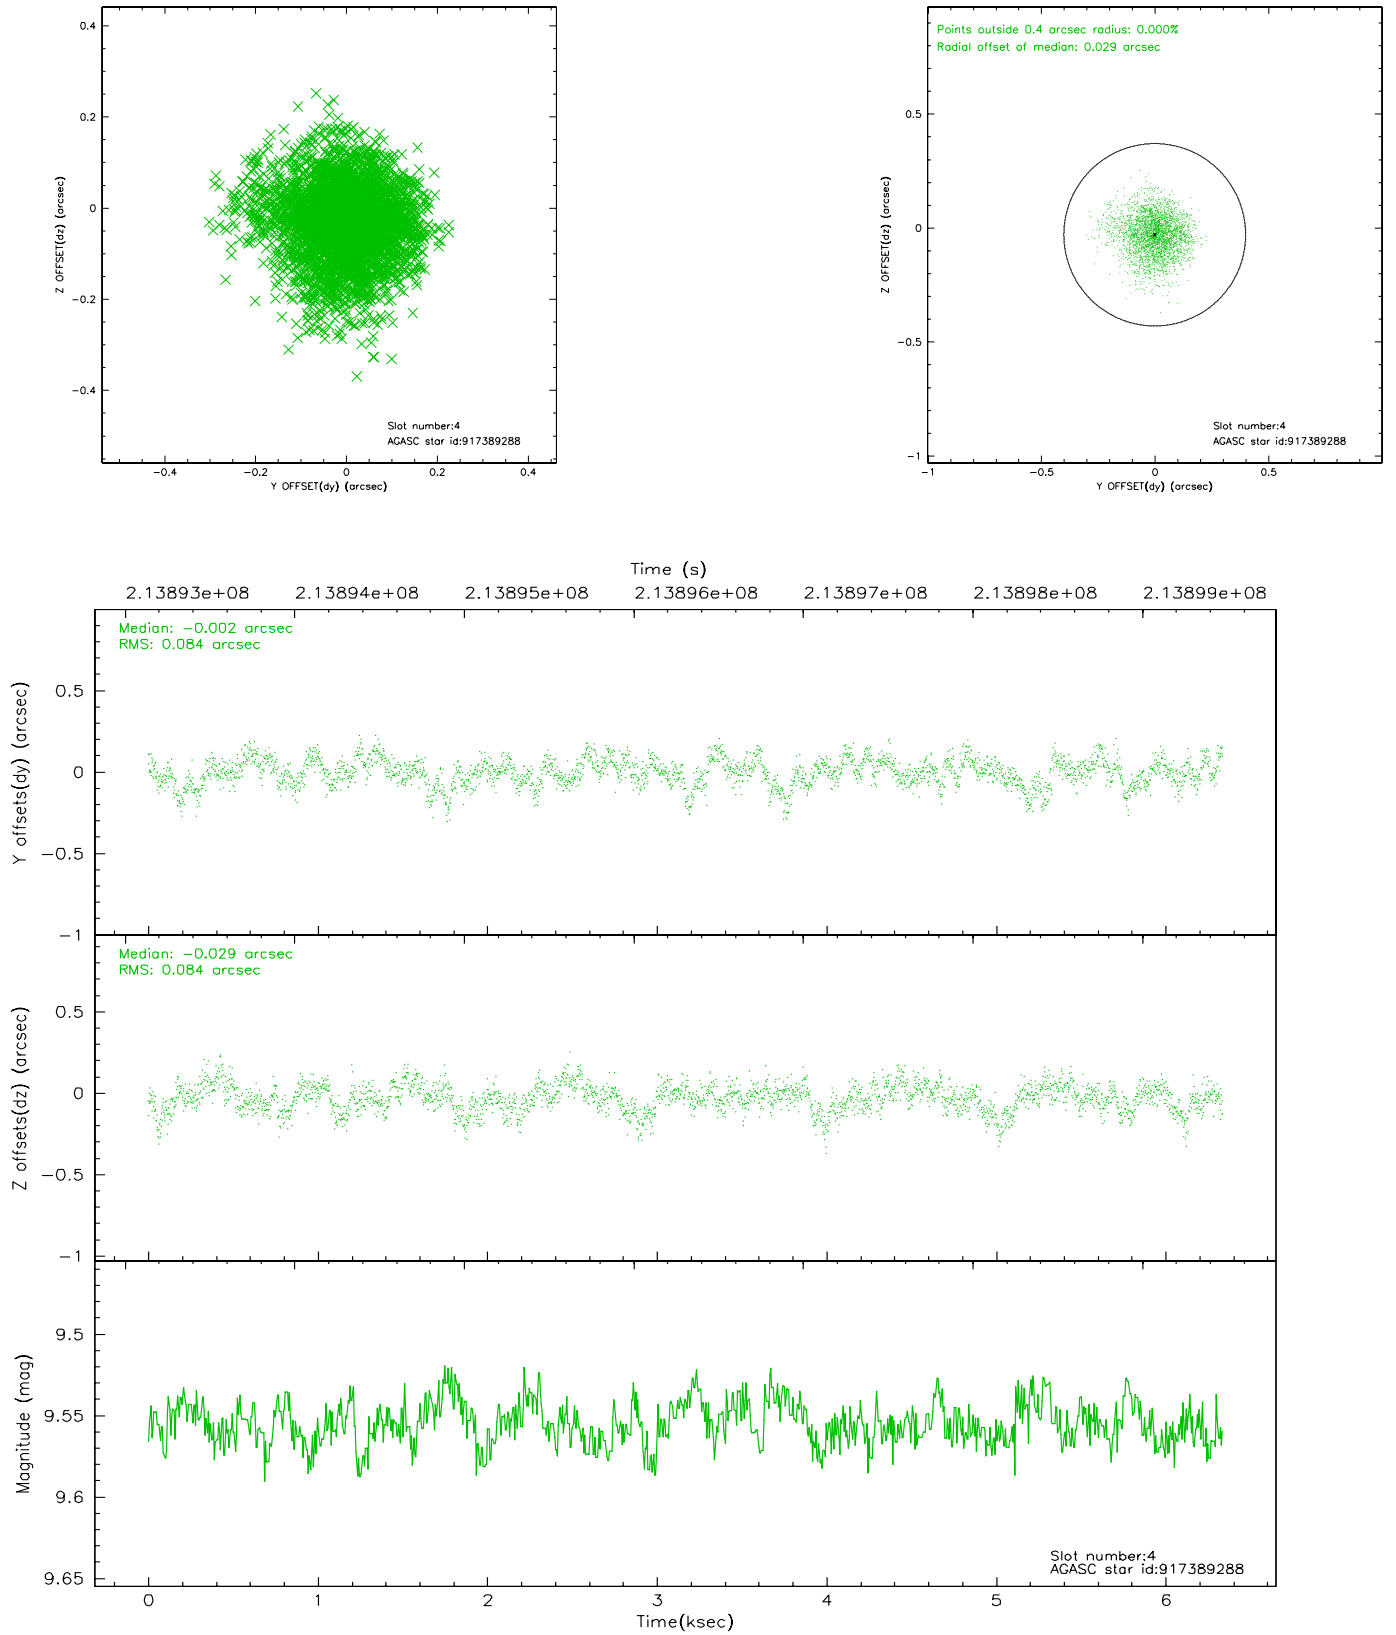 0.4
0.2
0
−0.2
−0.4
Z OFFSET(dz) (arcsec)
Slot number:4
AGASC star id:917389288
−0.4
−0.2
0
0.2
0.4
Y OFFSET(dy) (arcsec)
Points outside 0.4 arcsec radius: 0.000%
Radial offset of median: 0.029 arcsec
0.5
0
−0.5
−1
Z OFFSET(dz) (arcsec)
Slot number:4
AGASC star id:917389288
−1
−0.5
0
0.5
Y OFFSET(dy) (arcsec)
Time (s)
2.13893e+08
2.13894e+08
2.13895e+08
2.13896e+08
2.13897e+08
2.13898e+08
2.13899e+08
Median: −0.002 arcsec
RMS: 0.084 arcsec
0.5
0
−0.5
−1
Y offsets(dy) (arcsec)
Median: −0.029 arcsec
RMS: 0.084 arcsec
0.5
0
−0.5
−1
Z offsets(dz) (arcsec)
9.5
9.55
9.6
9.65
Magnitude (mag)
Slot number:4
AGASC star id:917389288
0
1
2
3
4
5
6
Time(ksec)